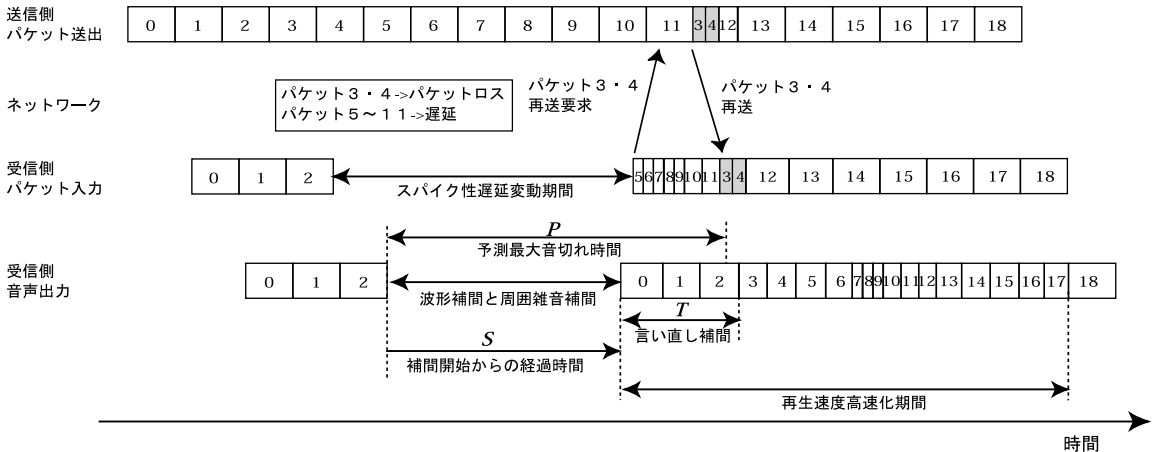 送信側
パケット送出
0 1 2 3 4 5 6 7 8 9 10 11 3 4 12 13 14 15 16 17 18
ネットワーク
パケット３・４->パケットロス
パケット５～１１->遅延
パケット３・４
再送要求
パケット３・４
再送
受信側
パケット入力
0 1 2
スパイク性遅延変動期間
5 6 7 8 9 10 11 3 4 12 13 14 15 16 17 18
P
予測最大音切れ時間
受信側
音声出力
0 1 2
波形補間と周囲雑音補間
0 1 2 3 4 5 6 7 8 9 10 11 12 13 14 15 16 17 18
T
言い直し補間
S
補間開始からの経過時間
再生速度高速化期間
時間